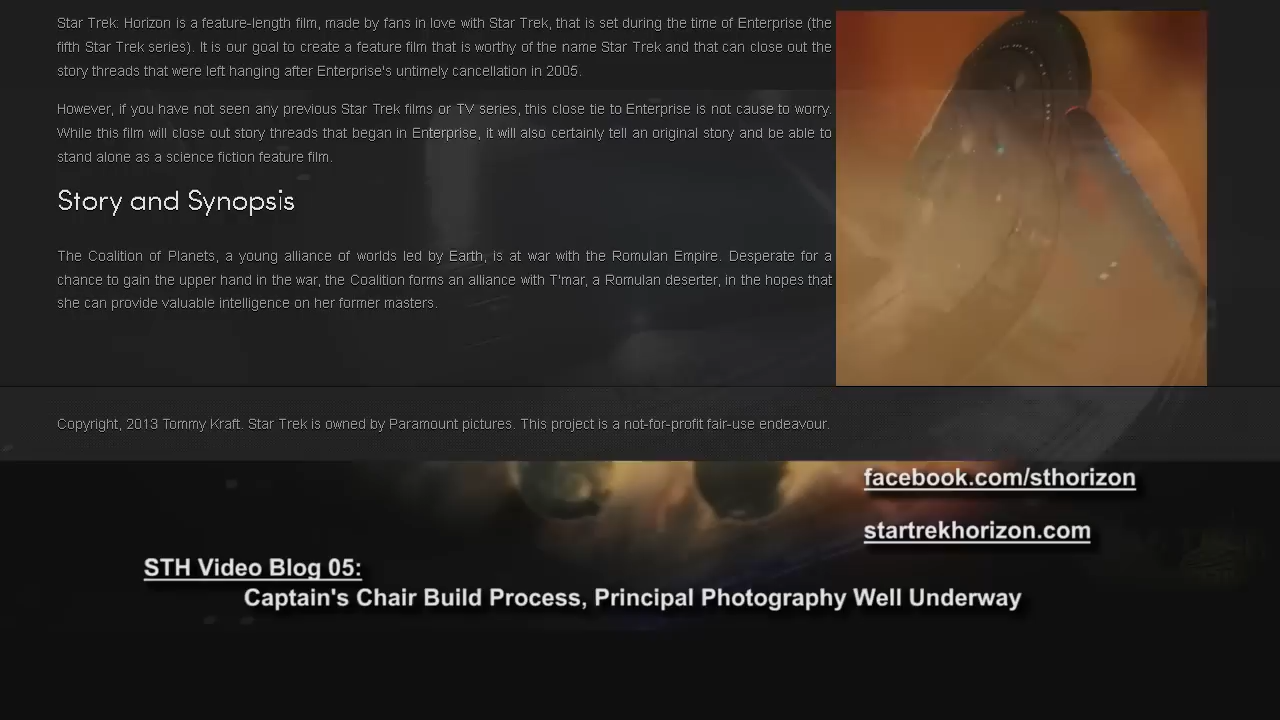 Star Trek: Horizon is a feature-length film, made by fans in love with Star Trek, that is set during the time of Enterprise (the
fifth Star Trek series). It is our goal to create a feature film that is worthy of the name Star Trek and that can close out the
story threads that were left hanging after Enterprise's untimely cancellation in 2005.
However, if you have not seen any previous Star Trek films or TV series, this close tie to Enterprise is not cause to worry.
While this film will close out story threads that began in Enterprise, it will also certainly tell an original story and be able to
stand alone as a science fiction feature film.
Story and Synopsis
The Coalition of Planets, a young alliance of worlds led by Earth, is at war with the Romulan Empire. Desperate for a
chance to gain the upper hand in the war, the Coalition forms an alliance with T'mar, a Romulan deserter, in the hopes that
she can provide valuable intelligence on her former masters.
Copyright, 2013 Tommy Kraft. Star Trek is owned by Paramount pictures. This project is a not-for-profit fair-use endeavour.
facebook.com/sthorizon
startrekhorizon.com
STH Video Blog 05:
Captain's Chair Build Process, Principal Photography Well Underway